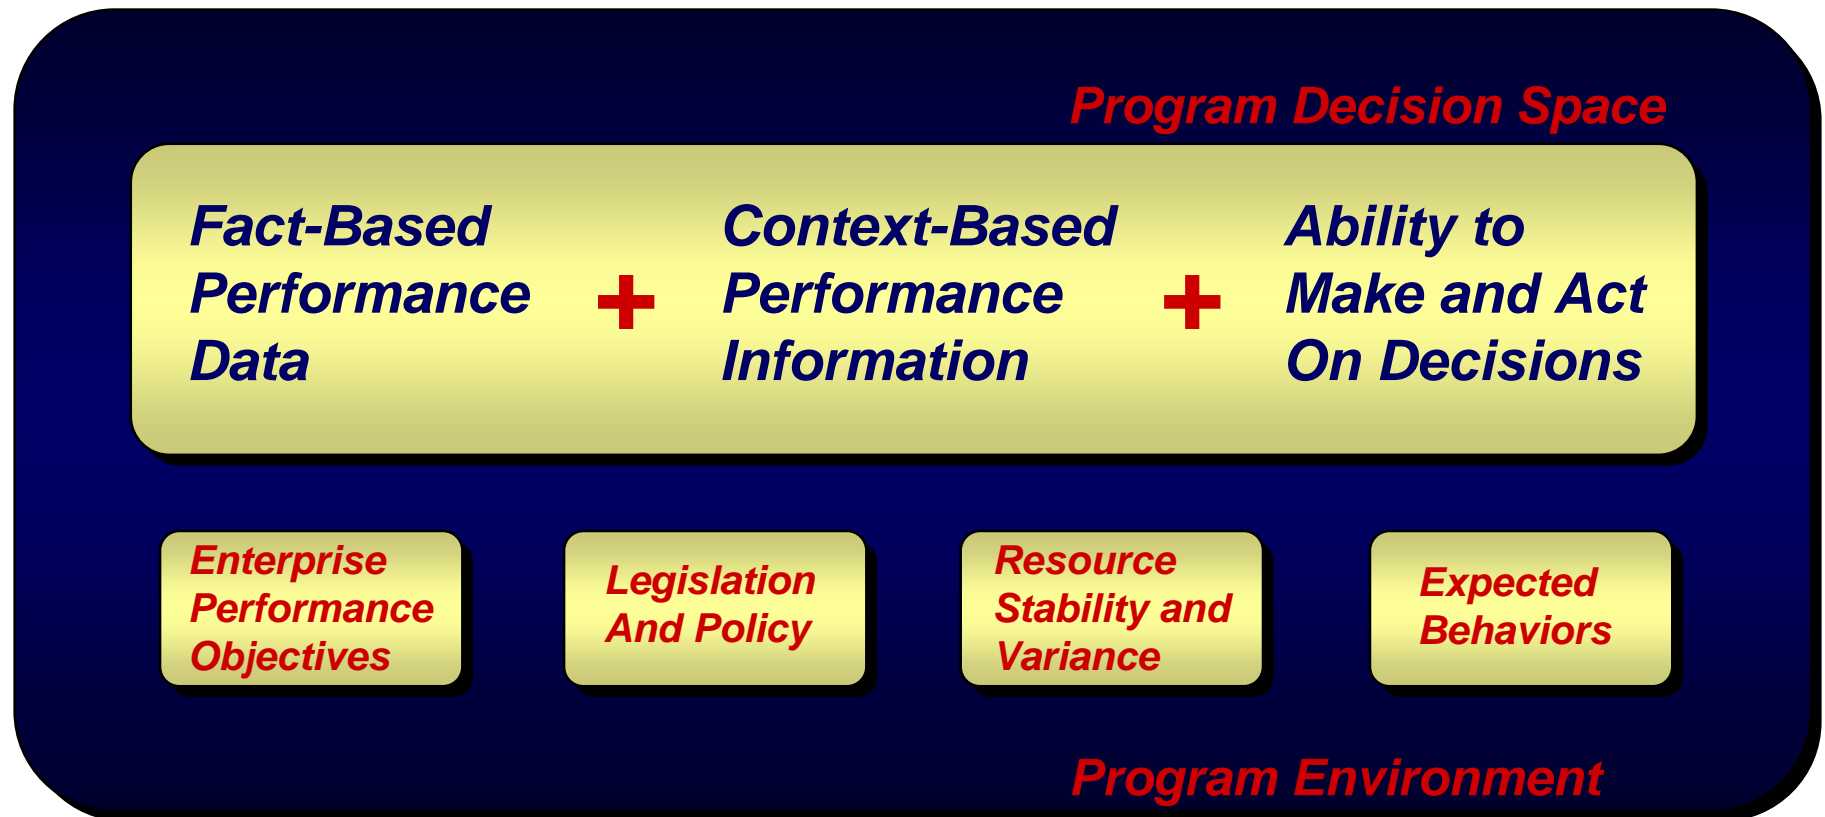 Program Decision Space
Fact-Based
Performance
Data
+
Context-Based
Performance
Information
+
Ability to
Make and Act
On Decisions
Enterprise
Performance
Objectives
Legislation
And Policy
Resource
Stability and
Variance
Expected
Behaviors
Program Environment